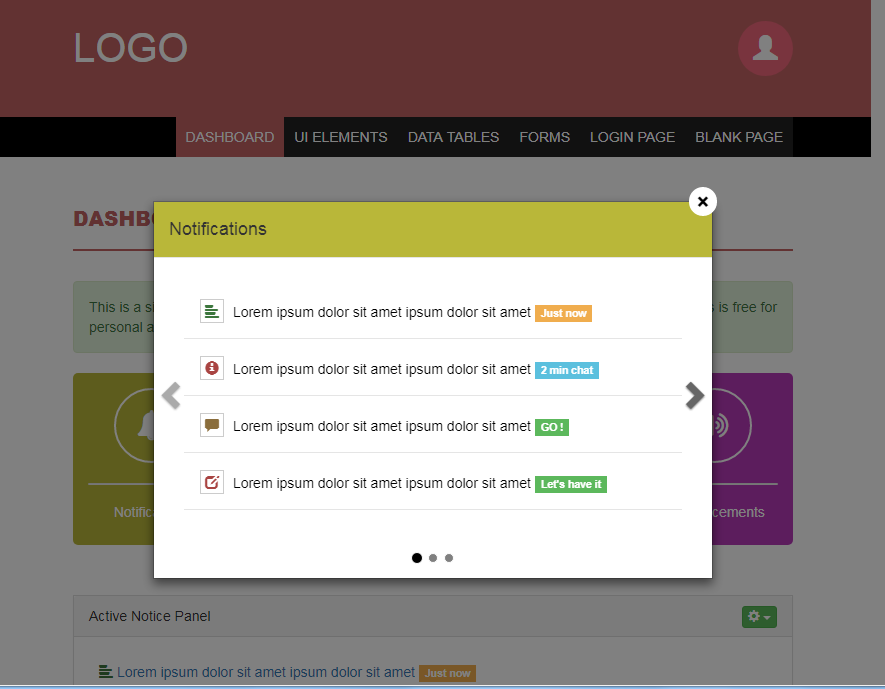 LOGO
DASHBOARD UI ELEMENTS DATA TABLES FORMS LOGIN PAGE BLANK PAGE
DASHB
Notifications
This is a s is free for
personal a
Lorem ipsum dolor sit amet ipsum dolor sit amet Just now
Lorem ipsum dolor sit amet ipsum dolor sit amet 2 min chat
Lorem ipsum dolor sit amet ipsum dolor sit amet GO !
Lorem ipsum dolor sit amet ipsum dolor sit amet Let's have it
Notific cements
Active Notice Panel
Lorem ipsum dolor sit amet ipsum dolor sit amet Just now